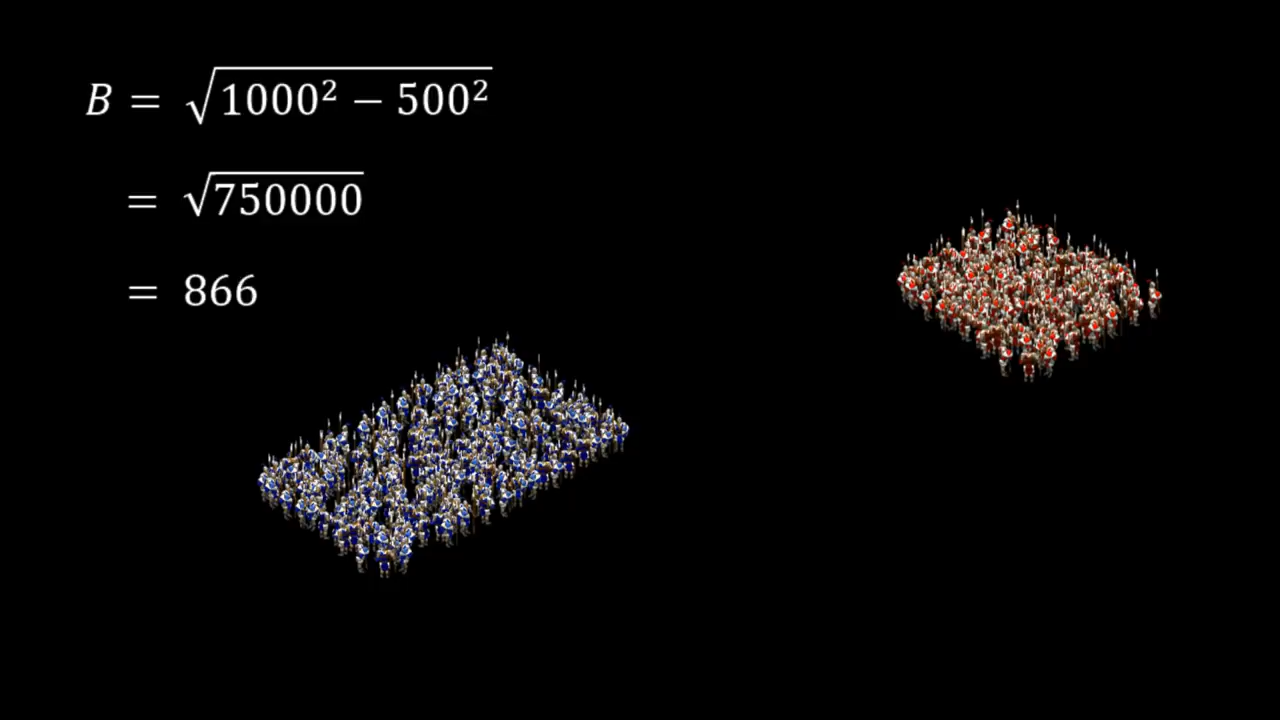 B = √1000² − 500²
= √750000
= 866